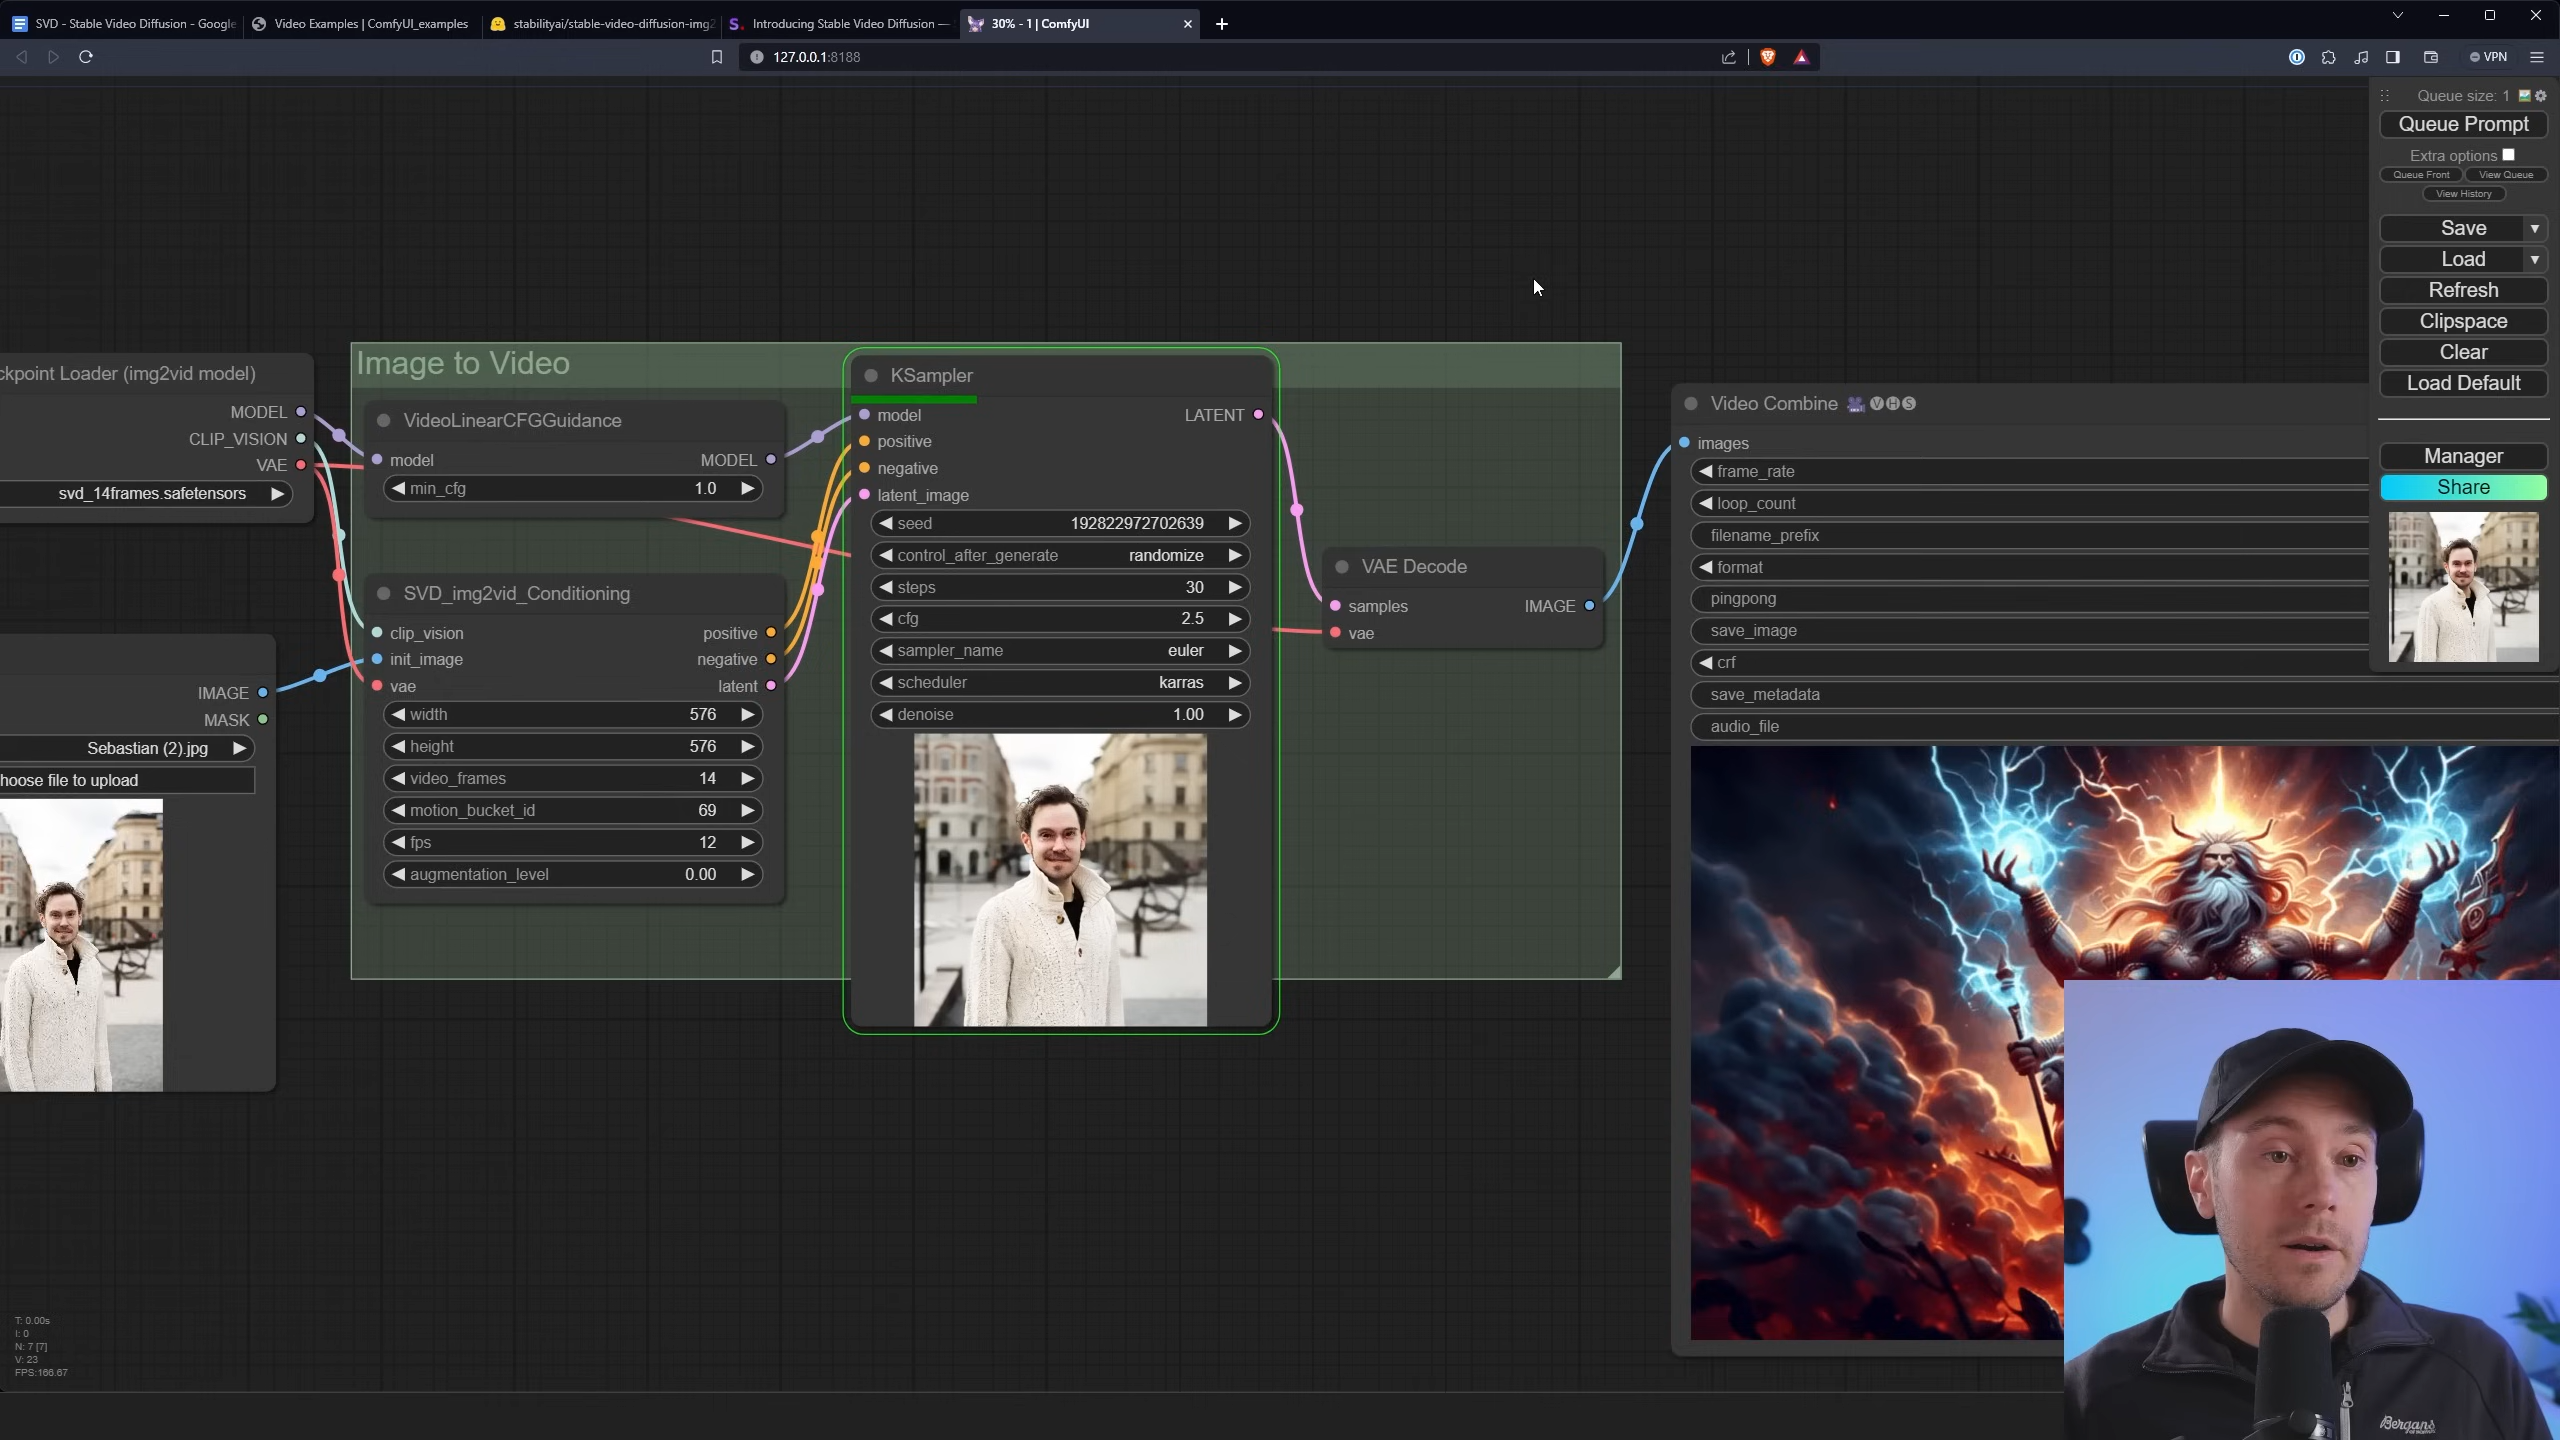 SVD - Stable Video Diffusion - Google
Video Examples | ComfyUI_examples
stabilityai/stable-video-diffusion-img2
Introducing Stable Video Diffusion —
30% - 1 | ComfyUI
127.0.0.1:8188
VPN
Queue size: 1
Queue Prompt
Extra options
Queue Front
View Queue
View History
Save
Load
Refresh
Clipspace
Clear
Load Default
Manager
Share
ckpoint Loader (img2vid model)
MODEL
CLIP_VISION
VAE
svd_14frames.safetensors
IMAGE
MASK
Sebastian (2).jpg
hoose file to upload
Image to Video
VideoLinearCFGGuidance
model MODEL
min_cfg 1.0
SVD_img2vid_Conditioning
clip_vision positive
init_image negative
vae latent
width 576
height 576
video_frames 14
motion_bucket_id 69
fps 12
augmentation_level 0.00
KSampler
model LATENT
positive
negative
latent_image
seed 192822972702639
control_after_generate randomize
steps 30
cfg 2.5
sampler_name euler
scheduler karras
denoise 1.00
VAE Decode
samples IMAGE
vae
Video Combine 🎥🅥🅗🅢
images
frame_rate
loop_count
filename_prefix
format
pingpong
save_image
crf
save_metadata
audio_file
T: 0.00s
I: 0
N: 7 [7]
V: 23
FPS:166.67
Bergans